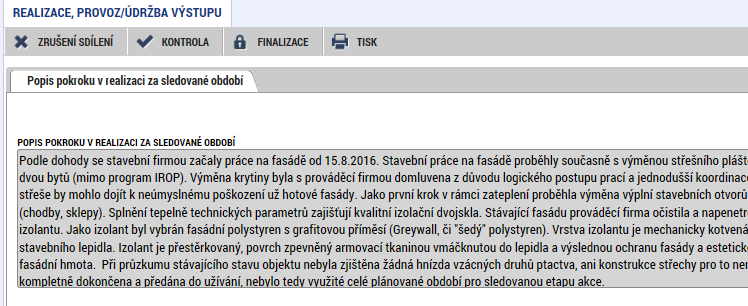 REALIZACE, PROVOZ/ÚDRŽBA VÝSTUPU
ZRUŠENÍ SDÍLENÍ KONTROLA FINALIZACE TISK
Popis pokroku v realizaci za sledované období
POPIS POKROKU V REALIZACI ZA SLEDOVANÉ OBDOBÍ
Podle dohody se stavební firmou začaly práce na fasádě od 15.8.2016. Stavební práce na fasádě proběhly současně s výměnou střešního pláště
dvou bytů (mimo program IROP). Výměna krytiny byla s prováděcí firmou domluvena z důvodu logického postupu prací a jednodušší koordinace
střeše by mohlo dojít k neúmyslnému poškození už hotové fasády. Jako první krok v rámci zateplení proběhla výměna výplní stavebních otvorů
(chodby, sklepy). Splnění tepelně technických parametrů zajišťují kvalitní izolační dvojskla. Stávající fasádu prováděcí firma očistila a napenetro
izolantu. Jako izolant byl vybrán fasádní polystyren s grafitovou příměsí (Greywall, či "šedý" polystyren). Vrstva izolantu je mechanicky kotvená
stavebního lepidla. Izolant je přestěrkovaný, povrch zpevněný armovací tkaninou vmáčknutou do lepidla a výslednou ochranu fasády a estetick
fasádní hmota. Při průzkumu stávajícího stavu objektu nebyla zjištěna žádná hnízda vzácných druhů ptactva, ani konstrukce střechy pro to ner
kompletně dokončena a předána do užívání, nebylo tedy využité celé plánované období pro sledovanou etapu akce.